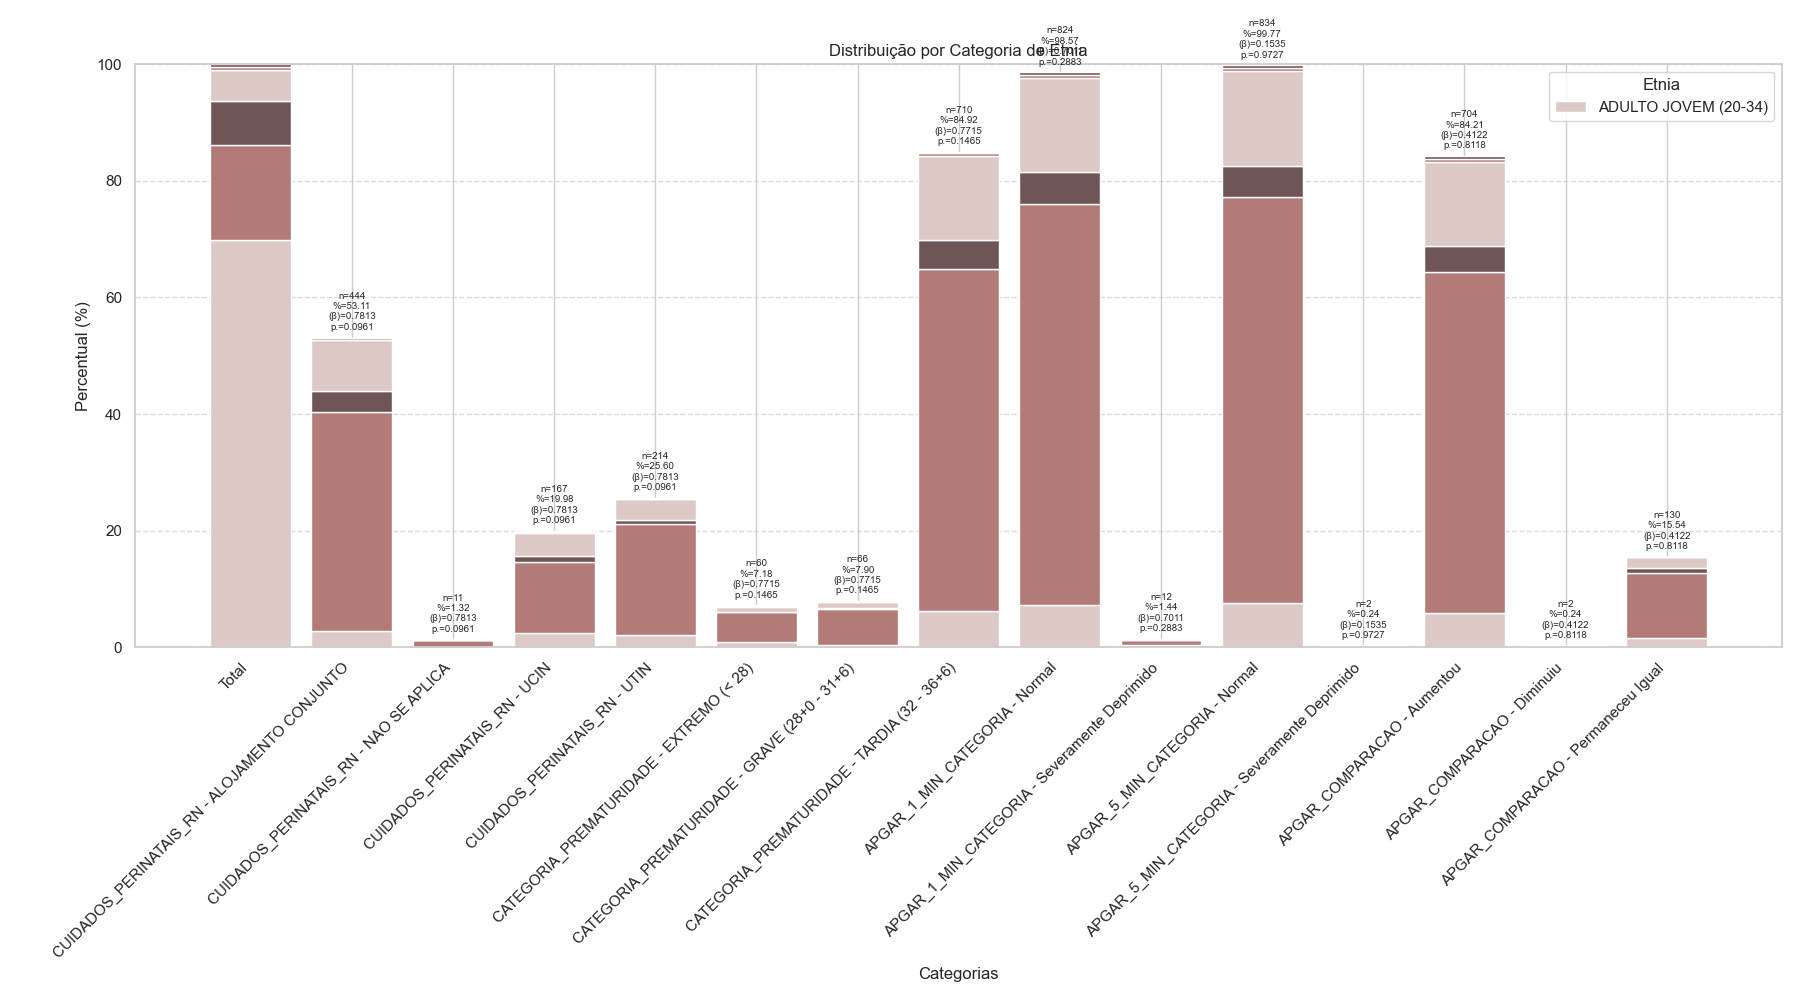 Distribuição por Categoria de Etnia
Percentual (%)
100
80
60
40
20
0
Etnia
ADULTO JOVEM (20-34)
n=444
%=53.11
(β)=0.7813
p.=0.0961
n=11
%=1.32
(β)=0.7813
p.=0.0961
n=167
%=19.98
(β)=0.7813
p.=0.0961
n=214
%=25.60
(β)=0.7813
p.=0.0961
n=60
%=7.18
(β)=0.7715
p.=0.1465
n=66
%=7.90
(β)=0.7715
p.=0.1465
n=710
%=84.92
(β)=0.7715
p.=0.1465
n=824
%=98.57
(β)=0.7011
p.=0.2883
n=12
%=1.44
(β)=0.7011
p.=0.2883
n=834
%=99.77
(β)=0.1535
p.=0.9727
n=2
%=0.24
(β)=0.1535
p.=0.9727
n=704
%=84.21
(β)=0.4122
p.=0.8118
n=2
%=0.24
(β)=0.4122
p.=0.8118
n=130
%=15.54
(β)=0.4122
p.=0.8118
Total
CUIDADOS_PERINATAIS_RN - ALOJAMENTO CONJUNTO
CUIDADOS_PERINATAIS_RN - NAO SE APLICA
CUIDADOS_PERINATAIS_RN - UCIN
CUIDADOS_PERINATAIS_RN - UTIN
CATEGORIA_PREMATURIDADE - EXTREMO (< 28)
CATEGORIA_PREMATURIDADE - GRAVE (28+0 - 31+6)
CATEGORIA_PREMATURIDADE - TARDIA (32 - 36+6)
APGAR_1_MIN_CATEGORIA - Normal
APGAR_1_MIN_CATEGORIA - Severamente Deprimido
APGAR_5_MIN_CATEGORIA - Normal
APGAR_5_MIN_CATEGORIA - Severamente Deprimido
APGAR_COMPARACAO - Aumentou
APGAR_COMPARACAO - Diminuiu
APGAR_COMPARACAO - Permaneceu Igual
Categorias